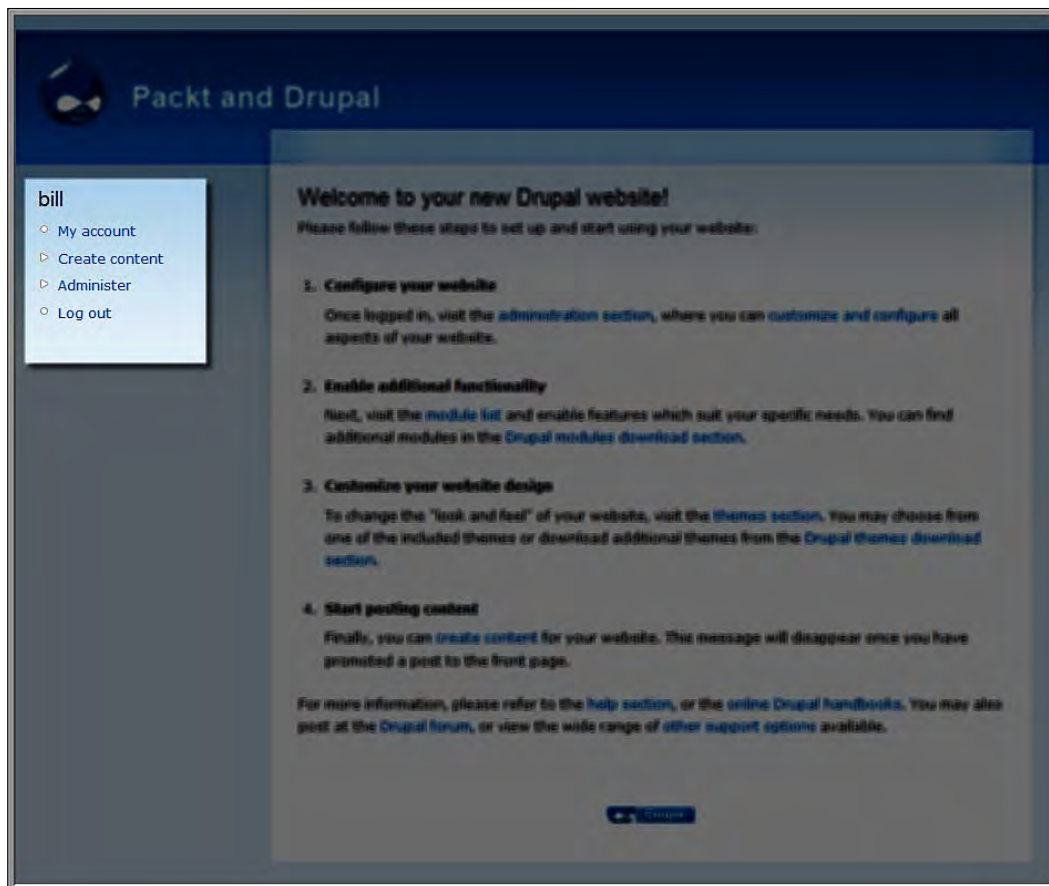 Packt and Drupal
bill
My account
Create content
Administer
Log out
Welcome to your new Drupal website!
Please follow these steps to set up and start using your website:
1. Configure your website
Once logged in, visit the administration section, where you can customize and configure all
aspects of your website.
2. Enable additional functionality
Next, visit the module list and enable features which suit your specific needs. You can find
additional modules in the Drupal modules download section.
3. Customize your website design
To change the "look and feel" of your website, visit the themes section. You may choose from
one of the included themes or download additional themes from the Drupal themes download
section.
4. Start posting content
Finally, you can create content for your website. This message will disappear once you have
promoted a post to the front page.
For more information, please refer to the help section, or the online Drupal handbooks. You may also
post at the Drupal forum, or view the wide range of other support options available.
Drupal